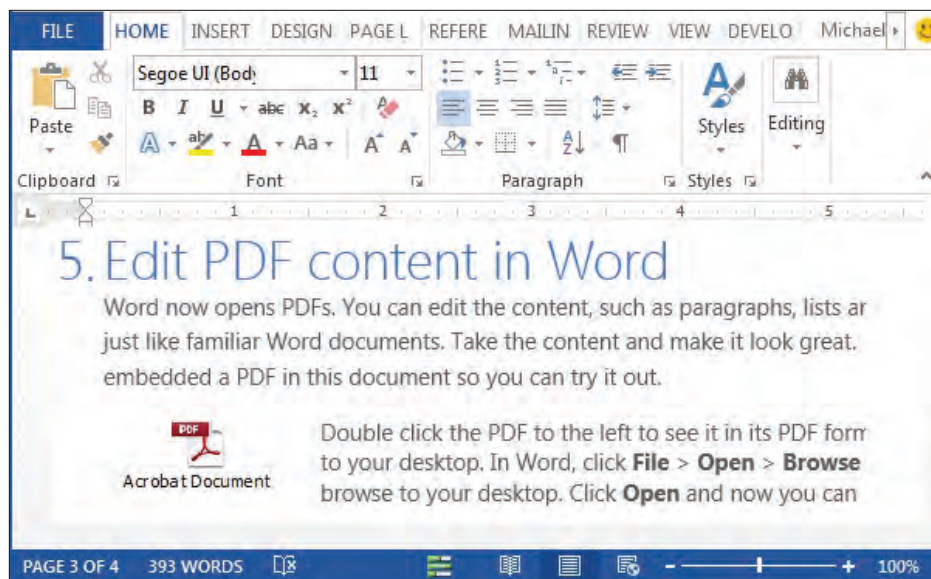 FILE HOME INSERT DESIGN PAGE L REFERE MAILIN REVIEW VIEW DEVELO Michael
Segoe UI (Body 11
B I U abc X₂ X²
Paste
A ab A Aa A A
Styles Editing
Clipboard Font Paragraph Styles
1 2 3 4 5
5. Edit PDF content in Word
Word now opens PDFs. You can edit the content, such as paragraphs, lists ar
just like familiar Word documents. Take the content and make it look great.
embedded a PDF in this document so you can try it out.
PDF
Double click the PDF to the left to see it in its PDF form
to your desktop. In Word, click File > Open > Browse
Acrobat Document
browse to your desktop. Click Open and now you can
PAGE 3 OF 4 393 WORDS 100%